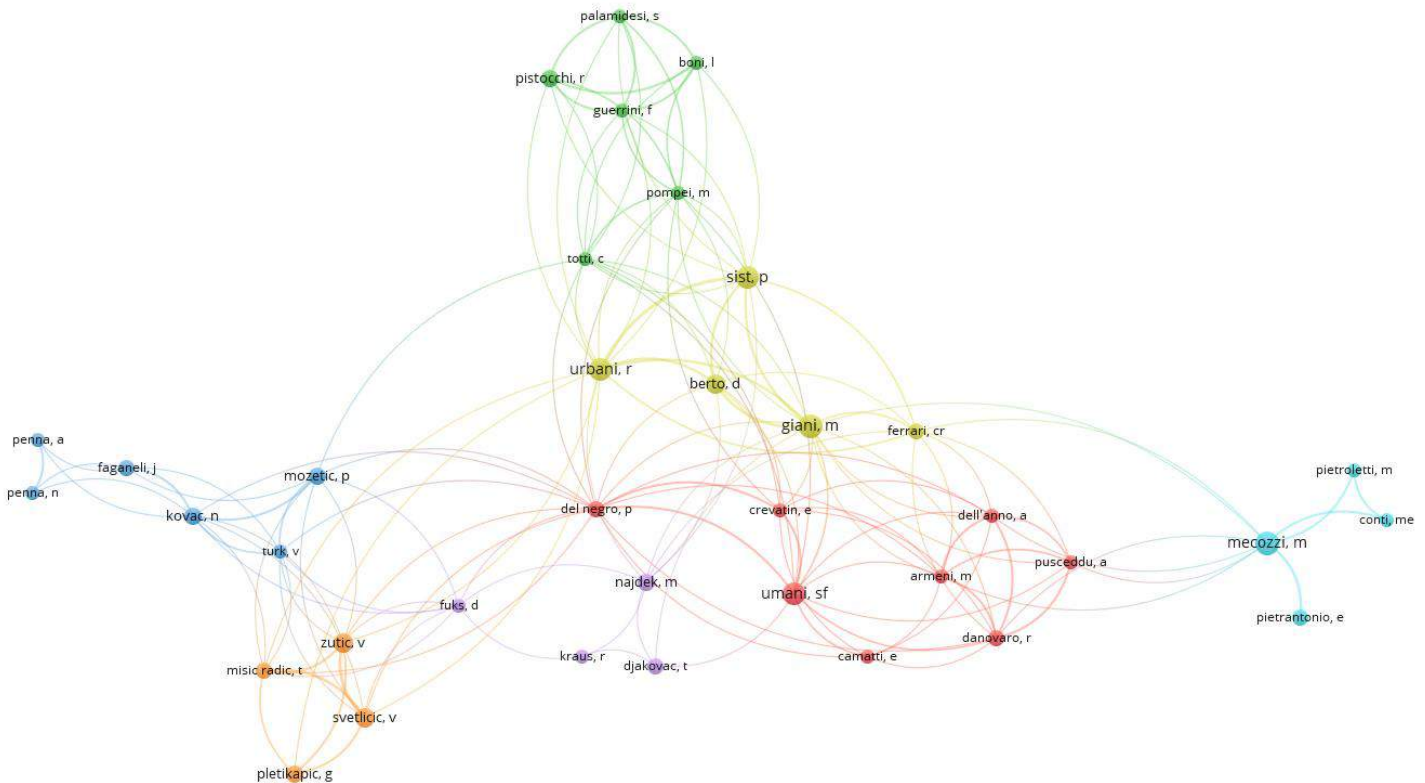 palamidesi, s
boni, l
pistocchi, r
guerrini, f
pompei, m
totti, c
sist, p
urbani, r
berto, d
giani, m
ferrari, cr
penna, a
faganeli, j
mozetic, p
penna, n
kovac, n
turk, v
del negro, p
crevatin, e
dell'anno, a
pietroletti, m
conti, me
mecozzi, m
pusceddu, a
armeni, m
najdek, m
umani, sf
fuks, d
pietrantonio, e
zutic, v
danovaro, r
kraus, r
camatti, e
djakovac, t
misic radic, t
svetlicic, v
pletikapic, g